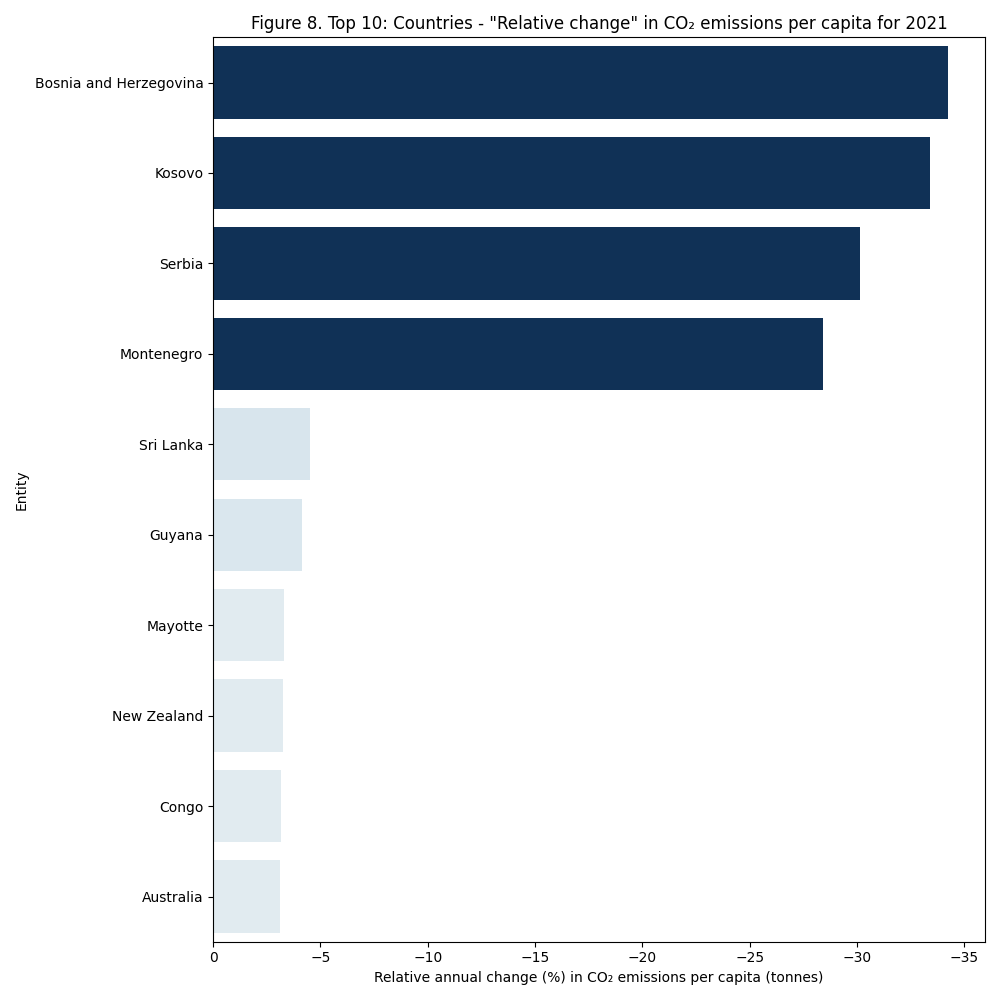 Figure 8. Top 10: Countries - "Relative change" in CO₂ emissions per capita for 2021
Bosnia and Herzegovina
Kosovo
Serbia
Montenegro
Sri Lanka
Entity
Guyana
Mayotte
New Zealand
Congo
Australia
0 −5 −10 −15 −20 −25 −30 −35
Relative annual change (%) in CO₂ emissions per capita (tonnes)